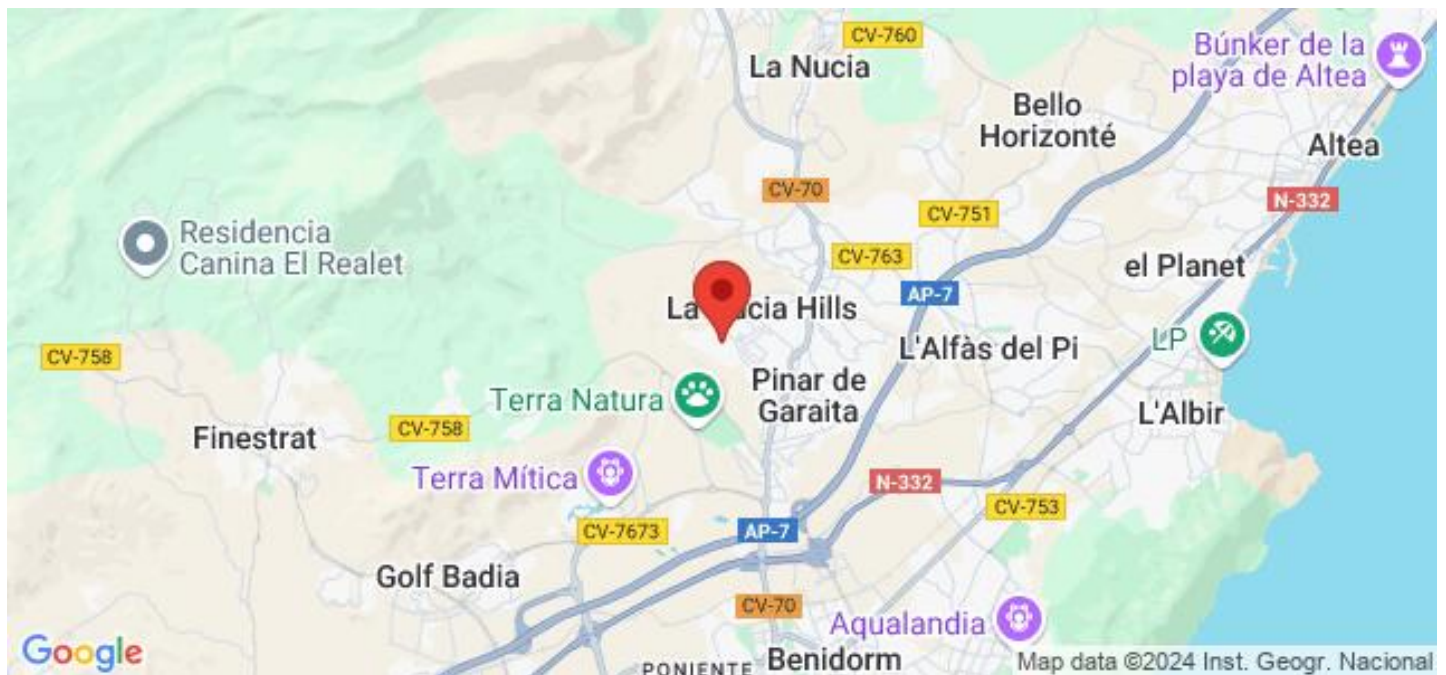 CV-760
La Nucia
Búnker de la
playa de Altea
Bello
Horizonté
Altea
CV-70
CV-751
N-332
Residencia
Canina El Realet
CV-763
el Planet
AP-7
CV-758
L'Alfàs del Pi
LP
Terra Natura
Pinar de
Garaita
L'Albir
Finestrat
CV-758
Terra Mítica
N-332
CV-753
CV-7673
AP-7
Golf Badia
CV-70
Aqualandia
Google
PONIENTE
Benidorm
Map data ©2024 Inst. Geogr. Nacional